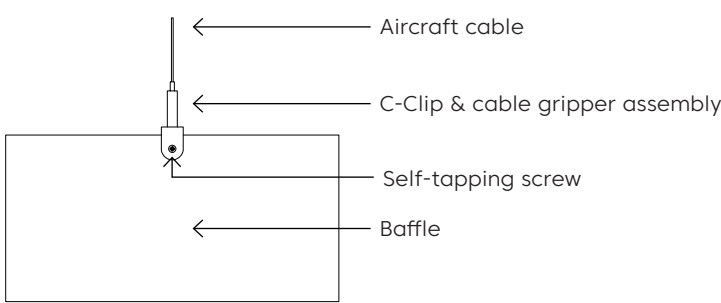 Aircraft cable
C-Clip & cable gripper assembly
Self-tapping screw
Baffle